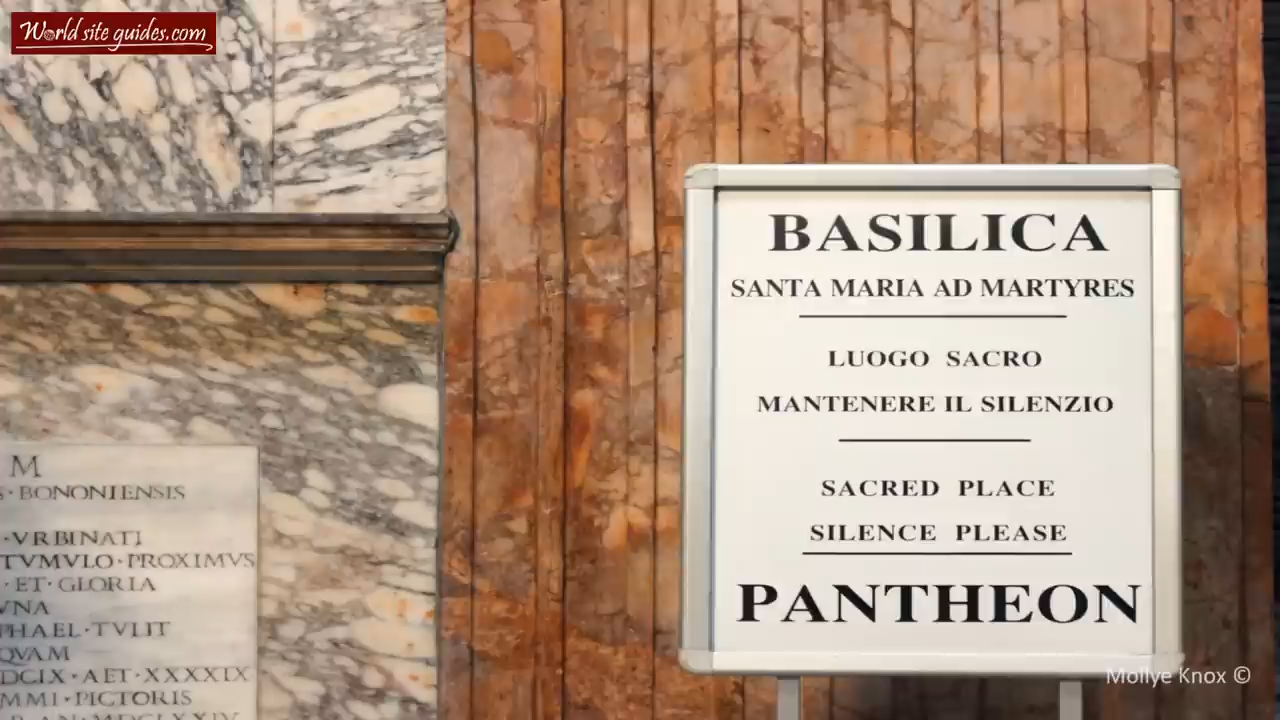 World site guides.com
BASILICA
SANTA MARIA AD MARTYRES
LUOGO SACRO
MANTENERE IL SILENZIO
SACRED PLACE
SILENCE PLEASE
PANTHEON
M
S·BONONIENSIS
·VRBINATI
TVMVLO·PROXIMVS
·ET·GLORIA
VNA
PHAEL·TVLIT
QVAM
DCIX·AET·XXXXIX
MMI·PICTORIS
Mollye Knox ©